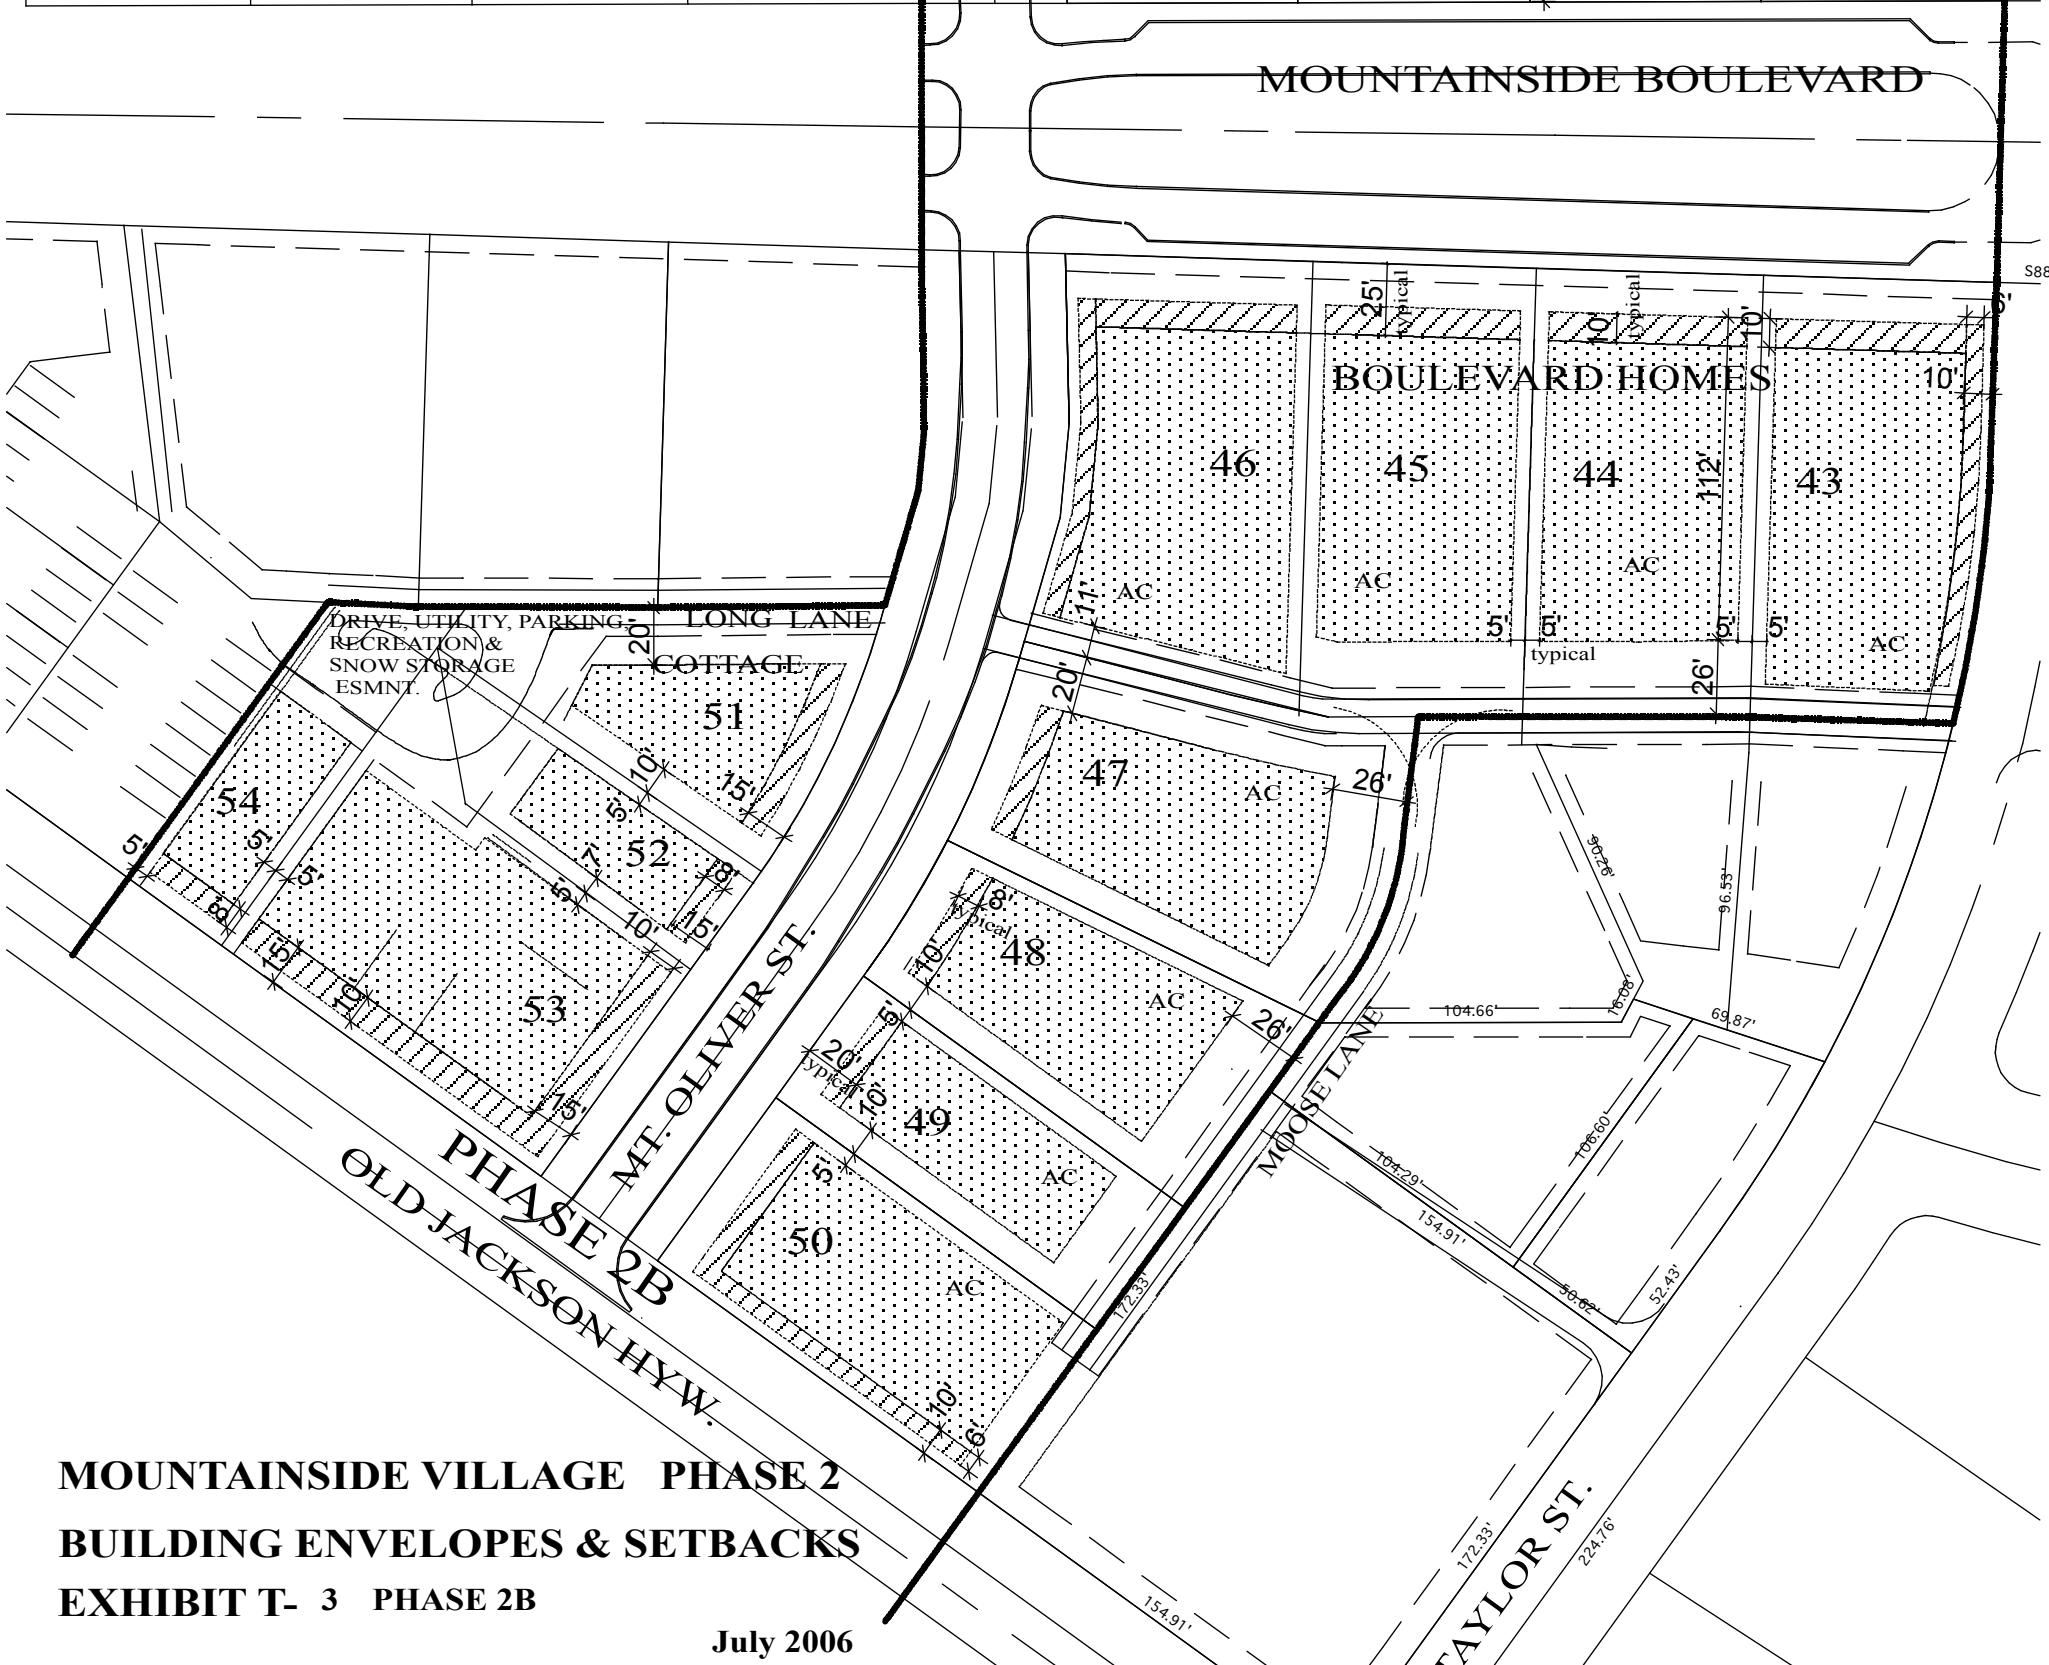 MOUNTAINSIDE BOULEVARD
S88
25'
typical
10'
typical
10'
6'
BOULEVARD HOMES
10'
46
45
44
43
112'
AC
AC
AC
AC
11'
5'
5'
typical
5'
5'
26'
20'
DRIVE, UTILITY, PARKING,
RECREATION &
SNOW STORAGE
ESMNT.
LONG LANE
20'
COTTAGE
51
10'
5'
15'
47
AC
26'
54
5'
5'
5'
8'
52
7'
5'
8'
10'
15'
53
15'
10'
15'
90.26'
96.53'
16.08'
104.66'
69.87'
8'
typical
48
10'
AC
26'
5'
20'
typical
10'
49
AC
5'
50
AC
10'
6'
MT. OLIVER ST.
MOOSE LANE
104.29'
106.60'
154.91'
50.62'
52.43'
172.33'
PHASE 2B
OLD JACKSON HYW.
172.33'
224.76'
154.91'
TAYLOR ST.
MOUNTAINSIDE VILLAGE PHASE 2
BUILDING ENVELOPES & SETBACKS
EXHIBIT T- 3 PHASE 2B
July 2006